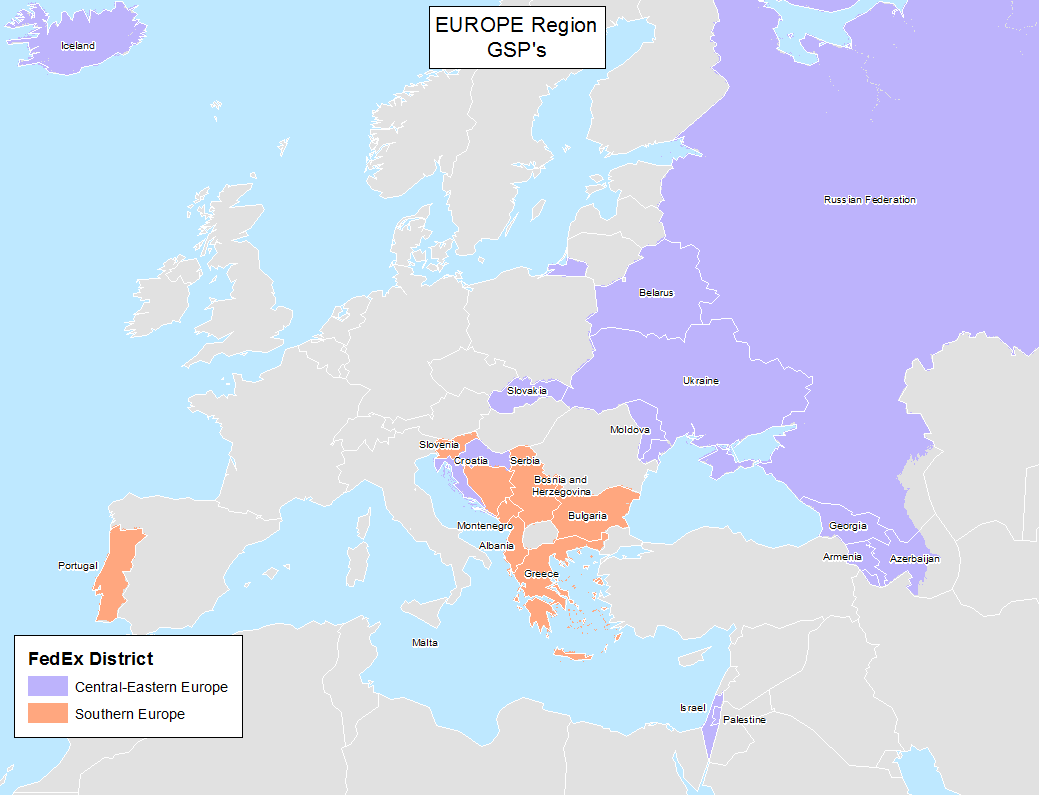 EUROPE Region
GSP's
Iceland
Russian Federation
Belarus
Ukraine
Slovakia
Moldova
Slovenia
Croatia
Serbia
Bosnia and
Herzegovina
Bulgaria
Montenegro
Georgia
Albania
Armenia
Azerbaijan
Portugal
Greece
Malta
Israel
Palestine
FedEx District
Central-Eastern Europe
Southern Europe